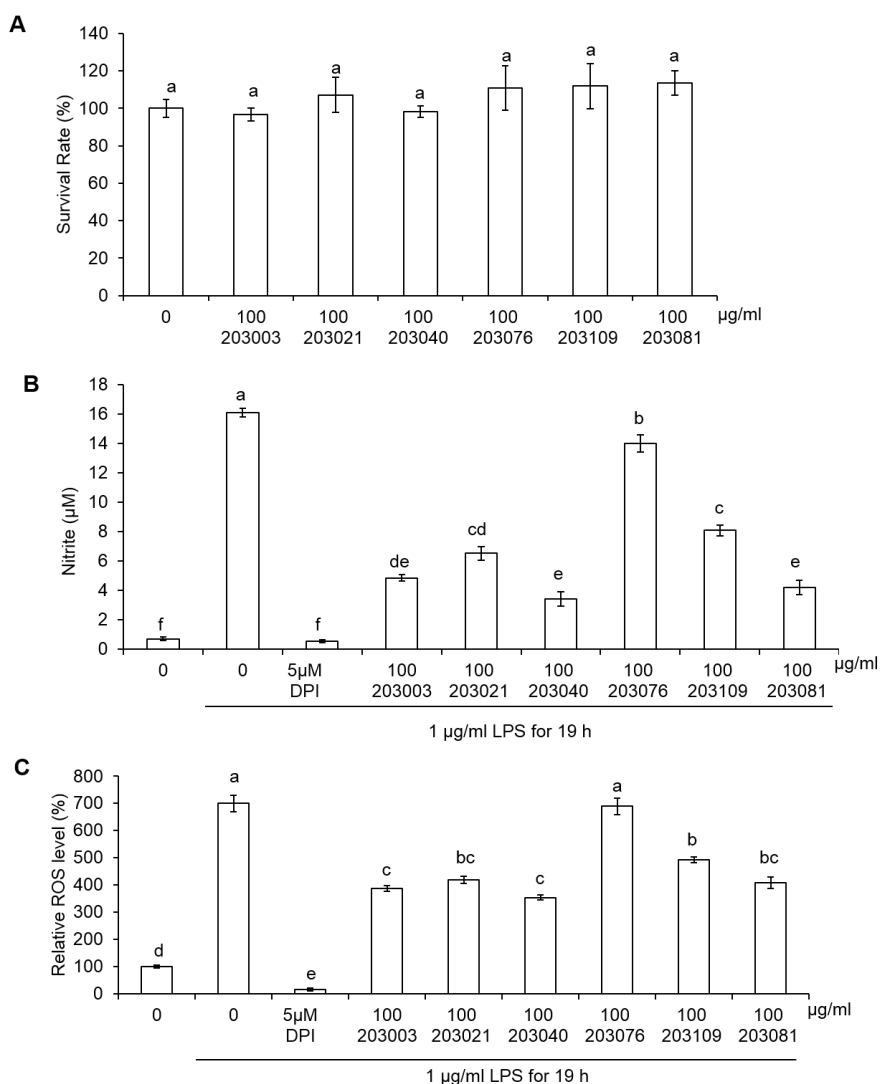 A
Survival Rate (%)
140
120
100
80
60
40
20
0
a a a a a a a
0 100 100 100 100 100 100 µg/ml
203003 203021 203040 203076 203109 203081
B
Nitrite (µM)
18
16
14
12
10
8
6
4
2
0
f a f de cd e b c e
0 0 5µM 100 100 100 100 100 100 µg/ml
DPI 203003 203021 203040 203076 203109 203081
1 µg/ml LPS for 19 h
C
Relative ROS level (%)
800
700
600
500
400
300
200
100
0
d a e c bc c a b bc
0 0 5µM 100 100 100 100 100 100 µg/ml
DPI 203003 203021 203040 203076 203109 203081
1 µg/ml LPS for 19 h